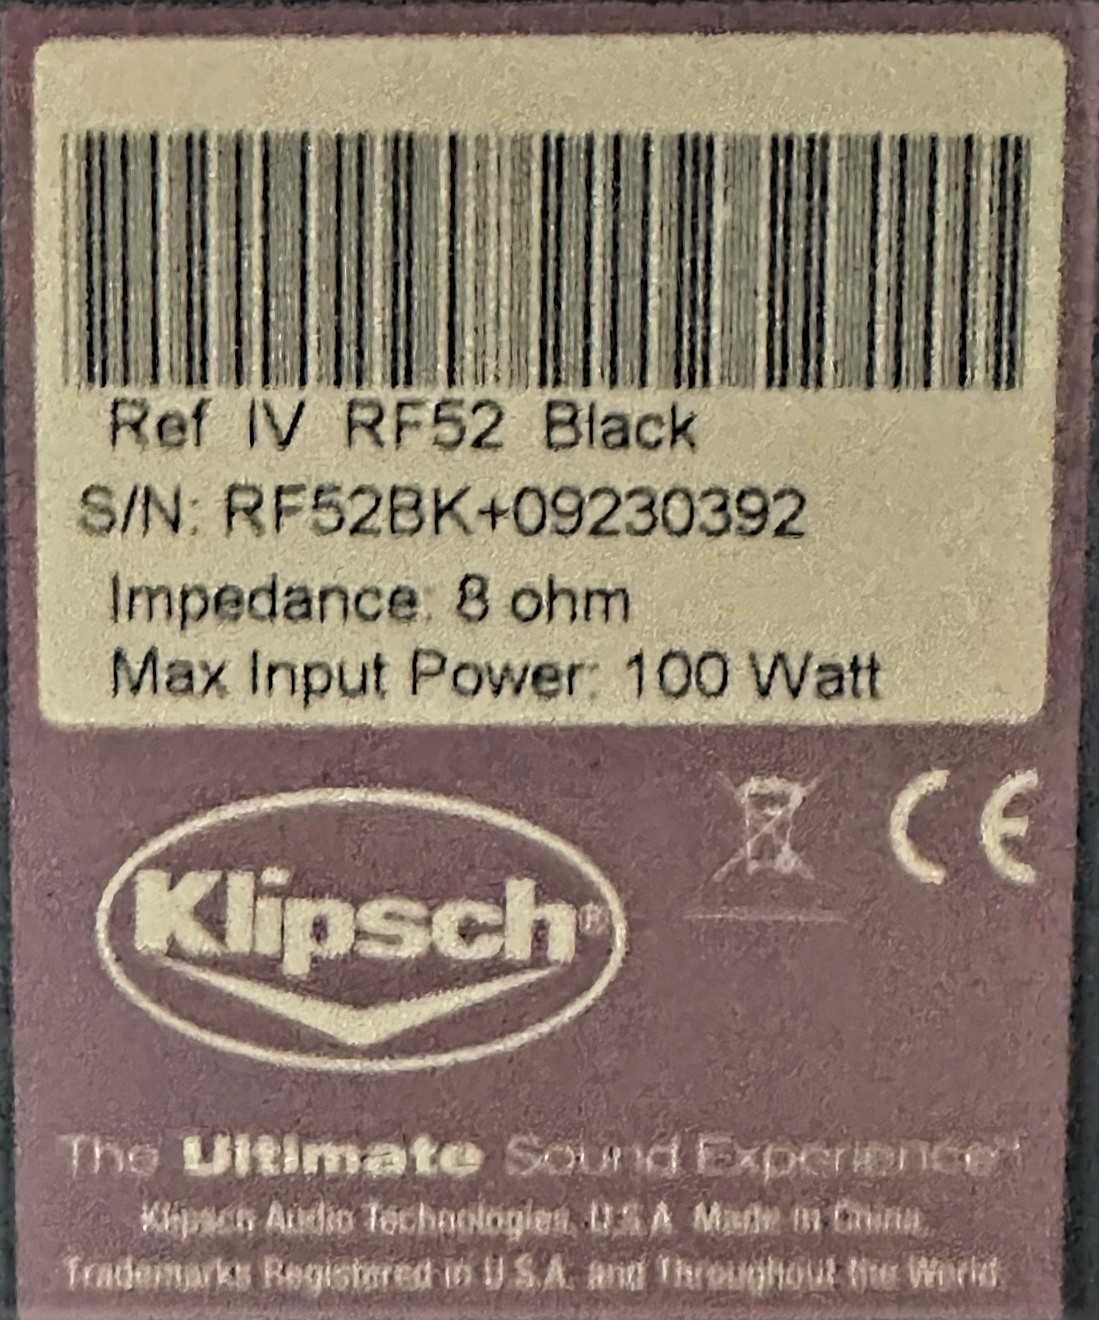 Ref IV RF52 Black
S/N: RF52BK+09230392
Impedance: 8 ohm
Max Input Power: 100 Watt
CE
Klipsch®
The Ultimate Sound Experience™
Klipsch Audio Technologies, U.S.A. Made in China.
Trademarks Registered in U.S.A. and Throughout the World.